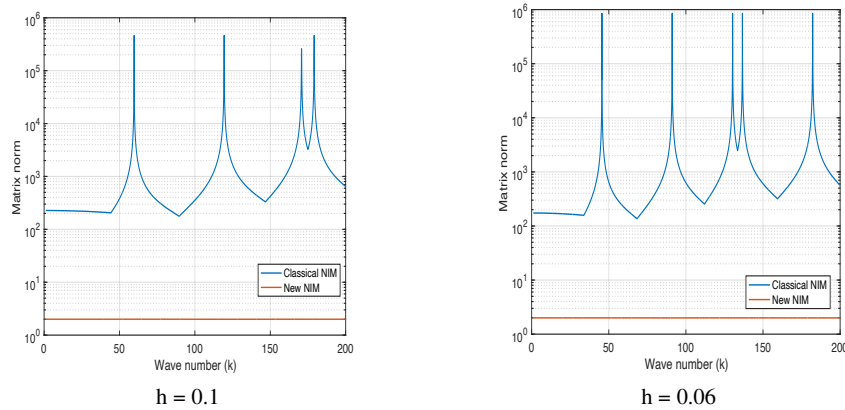 10^6
10^5
10^4
10^3
10^2
10^1
10^0
Matrix norm
Classical NIM
New NIM
0 50 100 150 200
Wave number (k)
h = 0.1
10^6
10^5
10^4
10^3
10^2
10^1
10^0
Matrix norm
Classical NIM
New NIM
0 50 100 150 200
Wave number (k)
h = 0.06